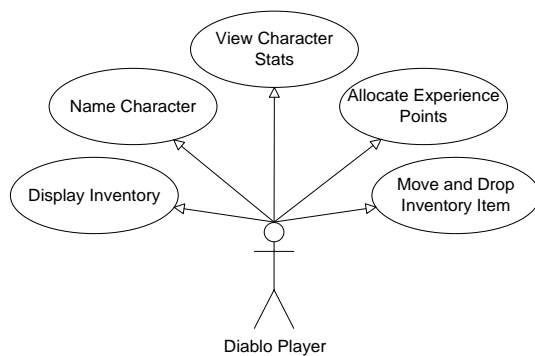 View Character
Stats
Name Character
Allocate Experience
Points
Display Inventory
Move and Drop
Inventory Item
Diablo Player